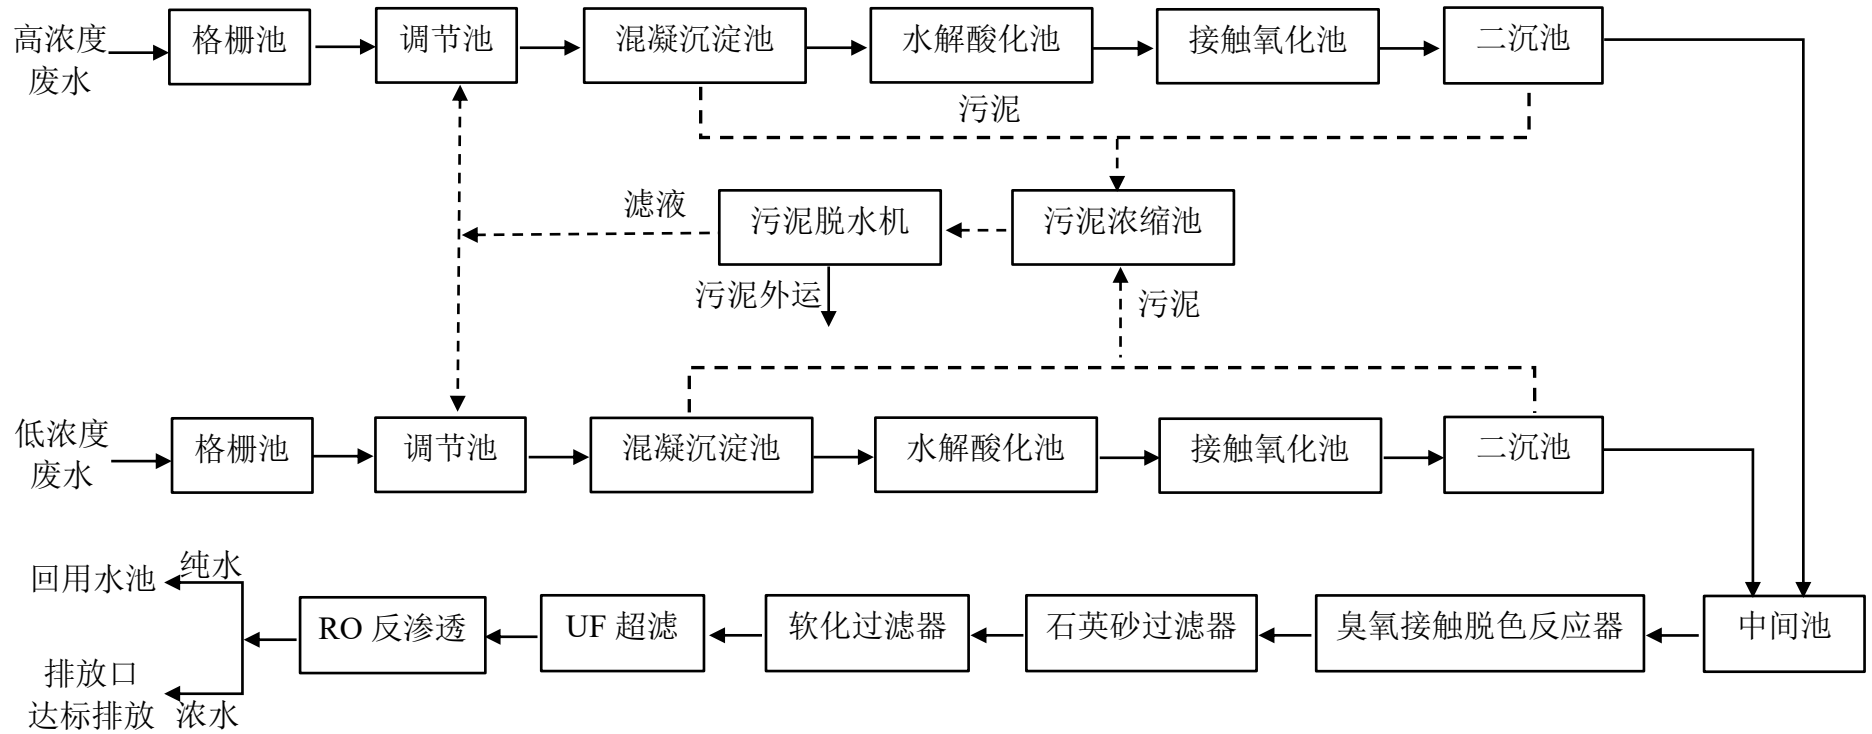 高浓度
废水
格栅池
调节池
混凝沉淀池
水解酸化池
接触氧化池
二沉池
污泥
滤液
污泥脱水机
污泥浓缩池
污泥外运
污泥
低浓度
废水
格栅池
调节池
混凝沉淀池
水解酸化池
接触氧化池
二沉池
纯水
回用水池
RO 反渗透
UF 超滤
软化过滤器
石英砂过滤器
臭氧接触脱色反应器
中间池
排放口
达标排放
浓水